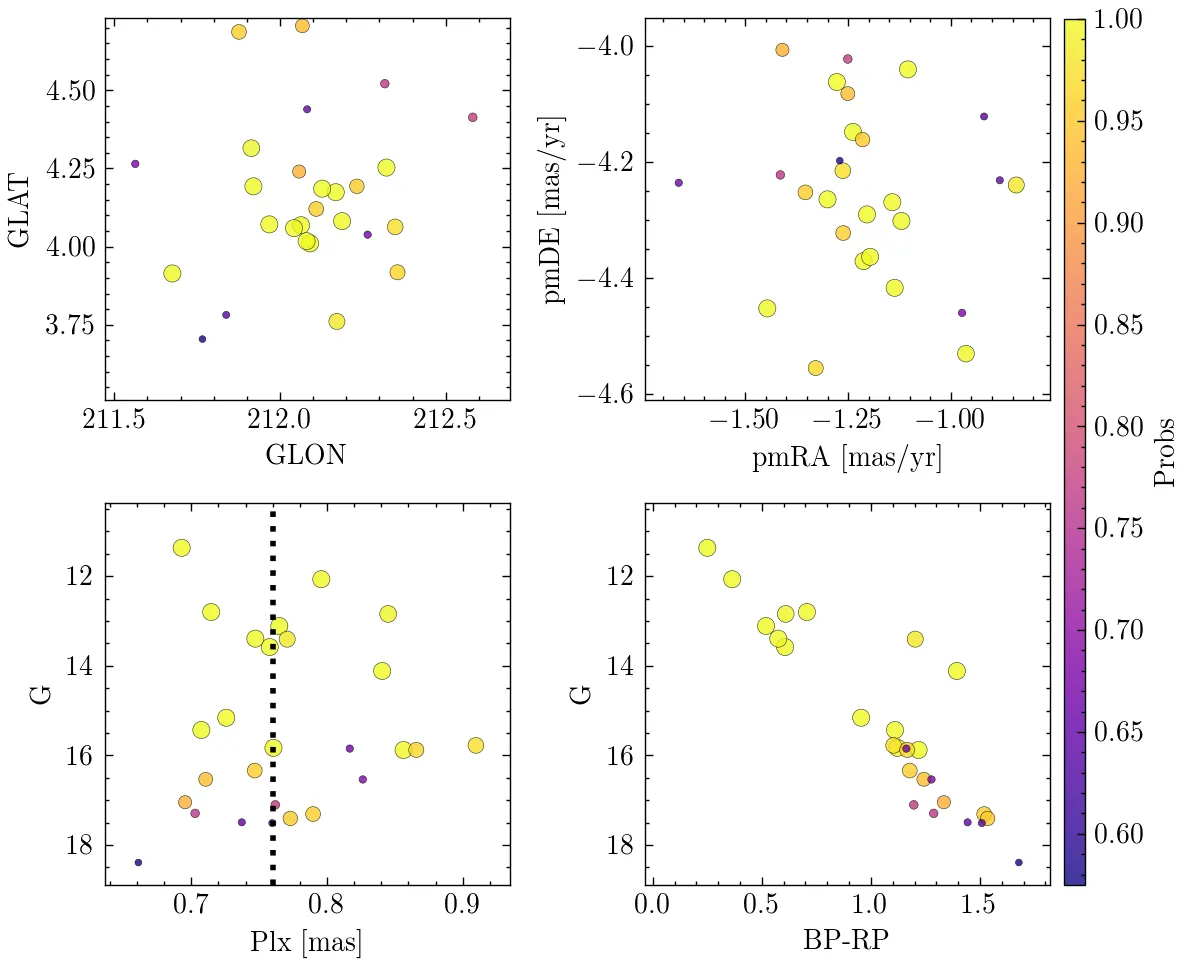 4.50
4.25
4.00
3.75
GLAT
211.5 212.0 212.5
GLON
−4.0
−4.2
−4.4
−4.6
pmDE [mas/yr]
−1.50 −1.25 −1.00
pmRA [mas/yr]
12
14
16
18
G
0.7 0.8 0.9
Plx [mas]
12
14
16
18
G
0.0 0.5 1.0 1.5
BP-RP
1.00
0.95
0.90
0.85
0.80
0.75
0.70
0.65
0.60
Probs